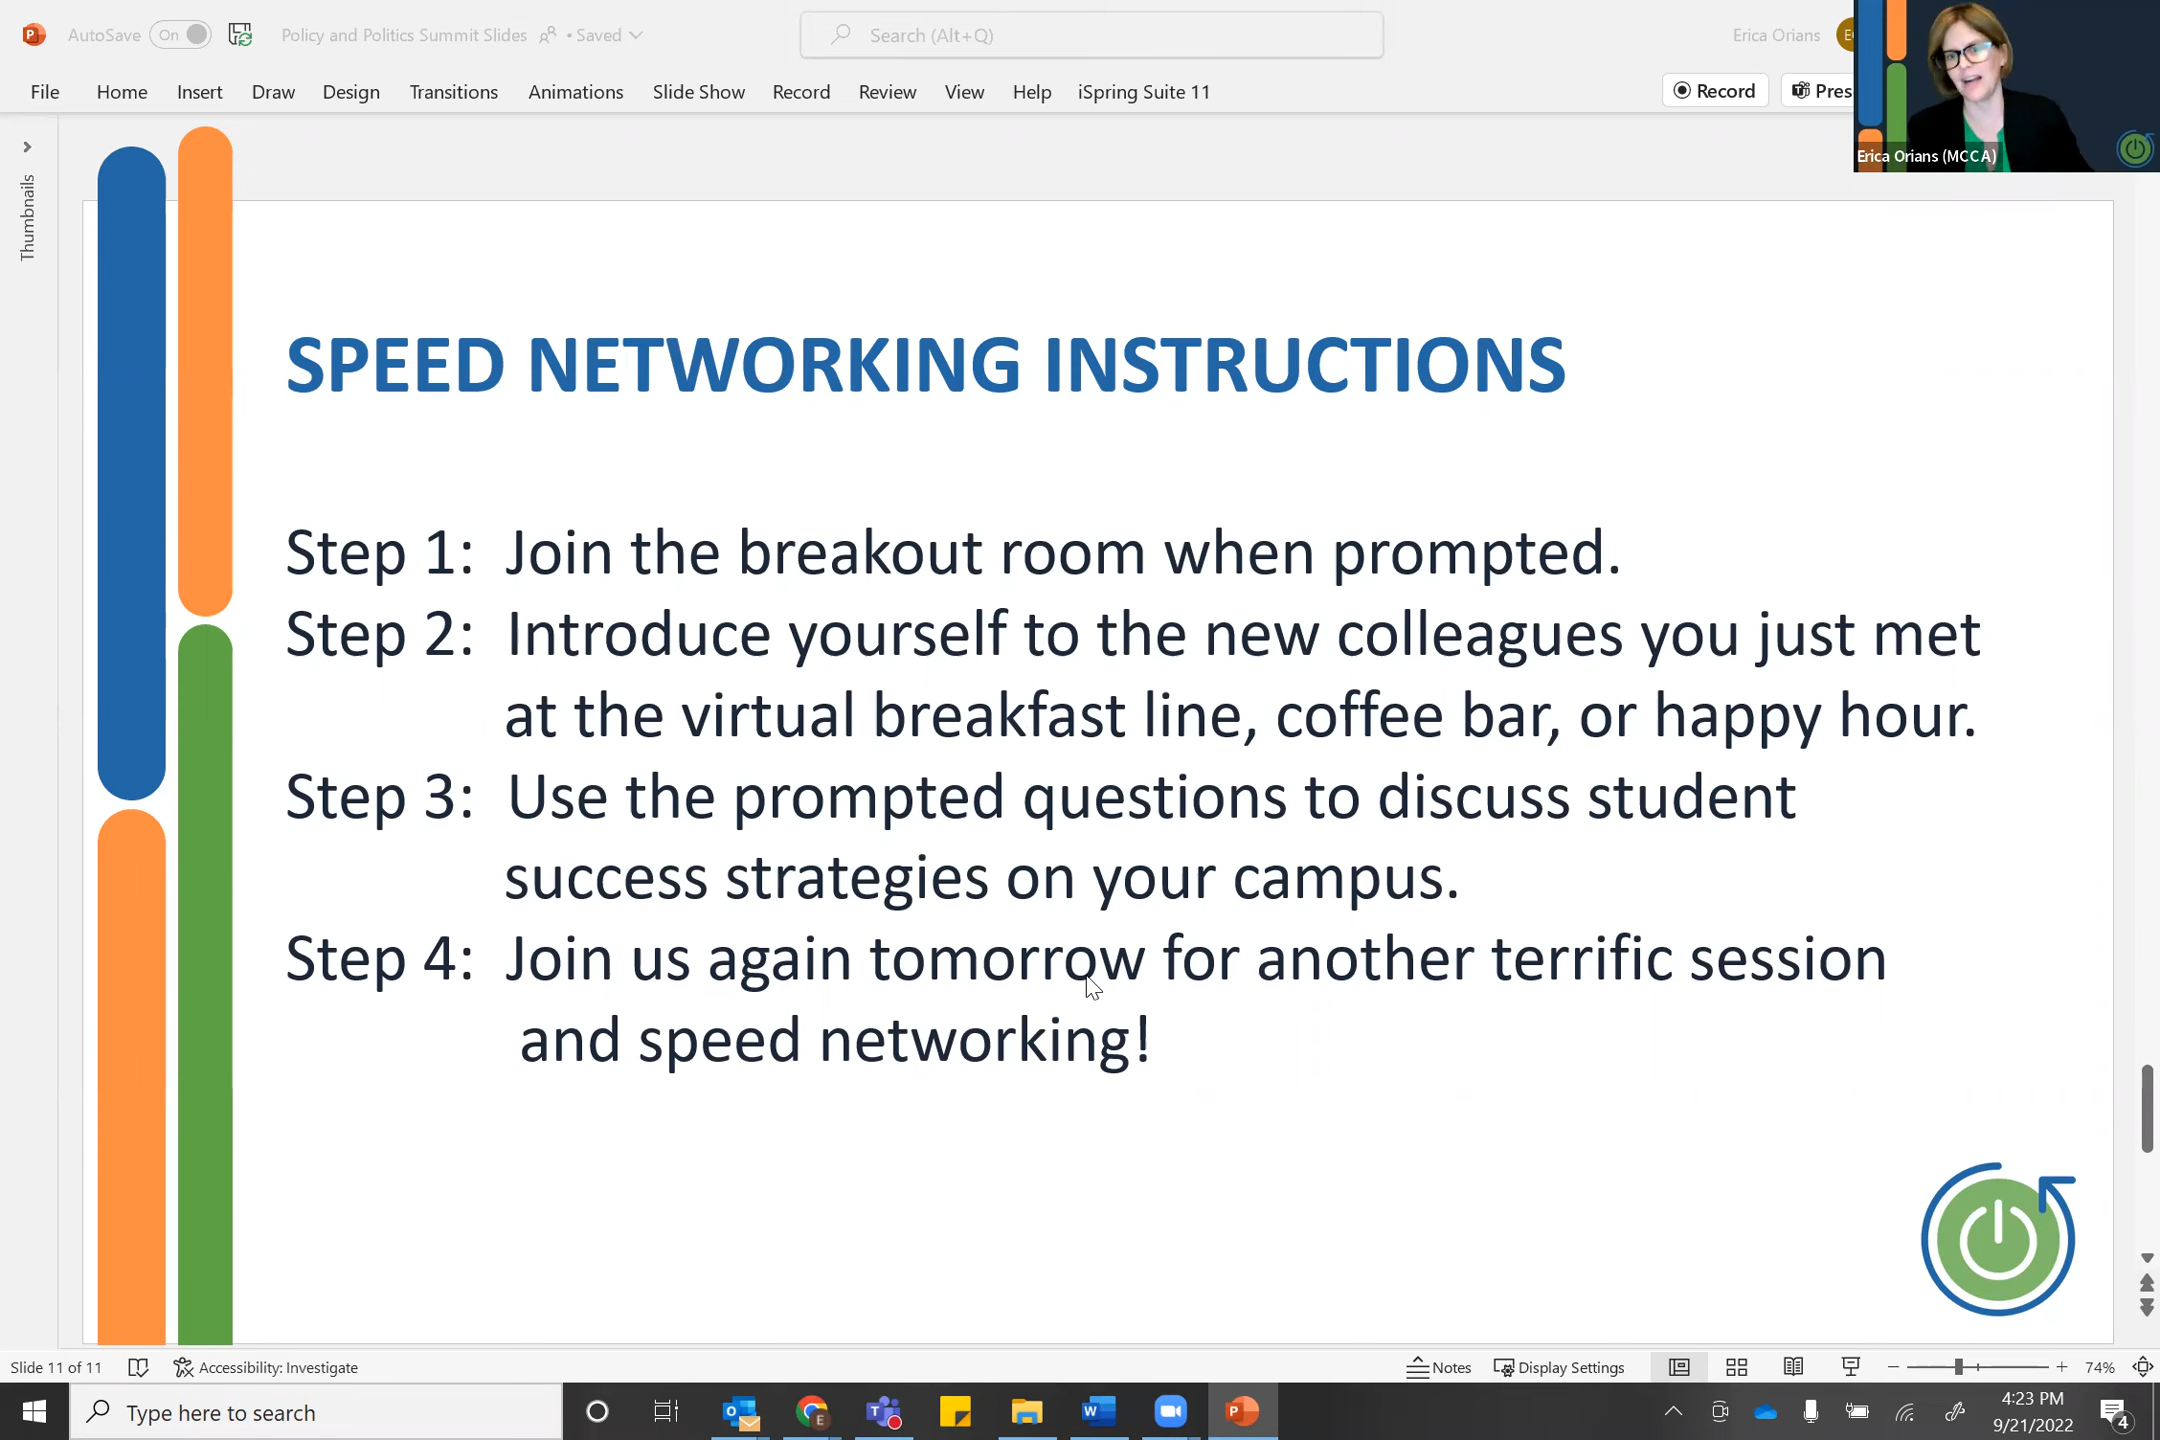 AutoSave On Policy and Politics Summit Slides • Saved Search (Alt+Q) Erica Orians
File Home Insert Draw Design Transitions Animations Slide Show Record Review View Help iSpring Suite 11 Record Pres
Erica Orians (MCCA)
Thumbnails
SPEED NETWORKING INSTRUCTIONS
Step 1: Join the breakout room when prompted.
Step 2: Introduce yourself to the new colleagues you just met
at the virtual breakfast line, coffee bar, or happy hour.
Step 3: Use the prompted questions to discuss student
success strategies on your campus.
Step 4: Join us again tomorrow for another terrific session
and speed networking!
Slide 11 of 11 Accessibility: Investigate Notes Display Settings 74%
Type here to search
4:23 PM
9/21/2022
4